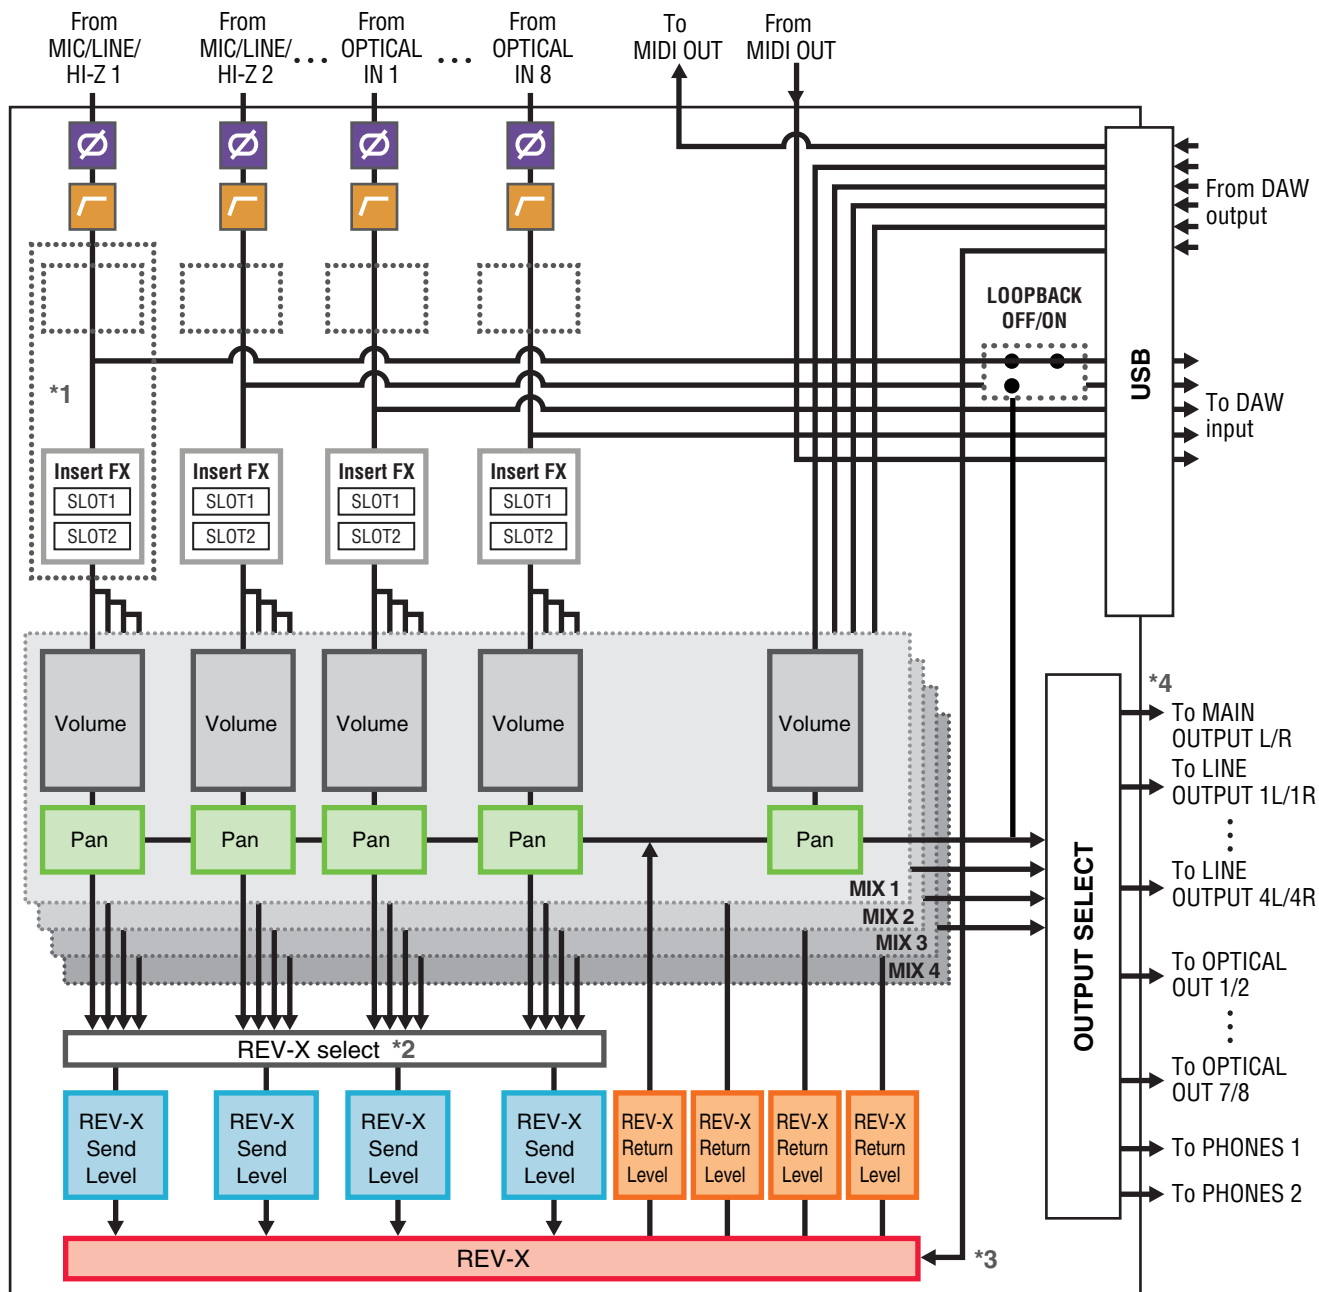 From
MIC/LINE/
HI-Z 1
From
MIC/LINE/
HI-Z 2
...
From
OPTICAL
IN 1
...
From
OPTICAL
IN 8
To
MIDI OUT
From
MIDI OUT
From DAW
output
LOOPBACK
OFF/ON
USB
To DAW
input
*1
Insert FX
SLOT1
SLOT2
Insert FX
SLOT1
SLOT2
Insert FX
SLOT1
SLOT2
Insert FX
SLOT1
SLOT2
Volume
Volume
Volume
Volume
Volume
Pan
Pan
Pan
Pan
Pan
MIX 1
MIX 2
MIX 3
MIX 4
OUTPUT SELECT
*4
To MAIN
OUTPUT L/R
To LINE
OUTPUT 1L/1R
To LINE
OUTPUT 4L/4R
To OPTICAL
OUT 1/2
To OPTICAL
OUT 7/8
To PHONES 1
To PHONES 2
REV-X select *2
REV-X
Send
Level
REV-X
Send
Level
REV-X
Send
Level
REV-X
Send
Level
REV-X
Return
Level
REV-X
Return
Level
REV-X
Return
Level
REV-X
Return
Level
REV-X
*3